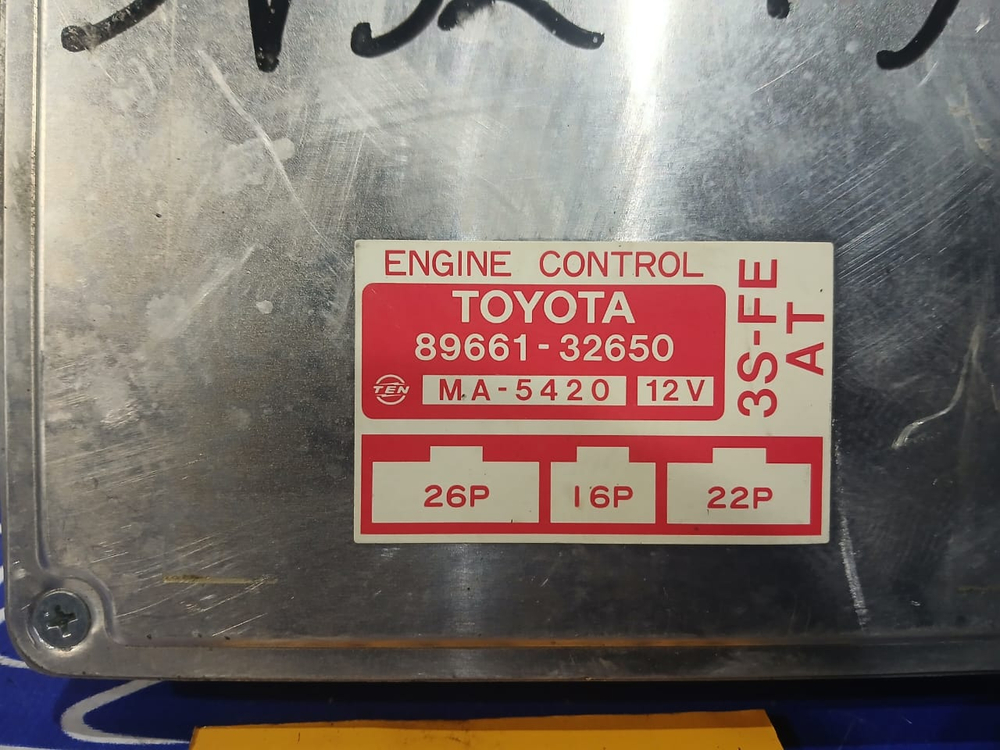 ENGINE CONTROL
TOYOTA
89661-32650
TEN MA-5420 12V
3S-FE
AT
26P 16P 22P